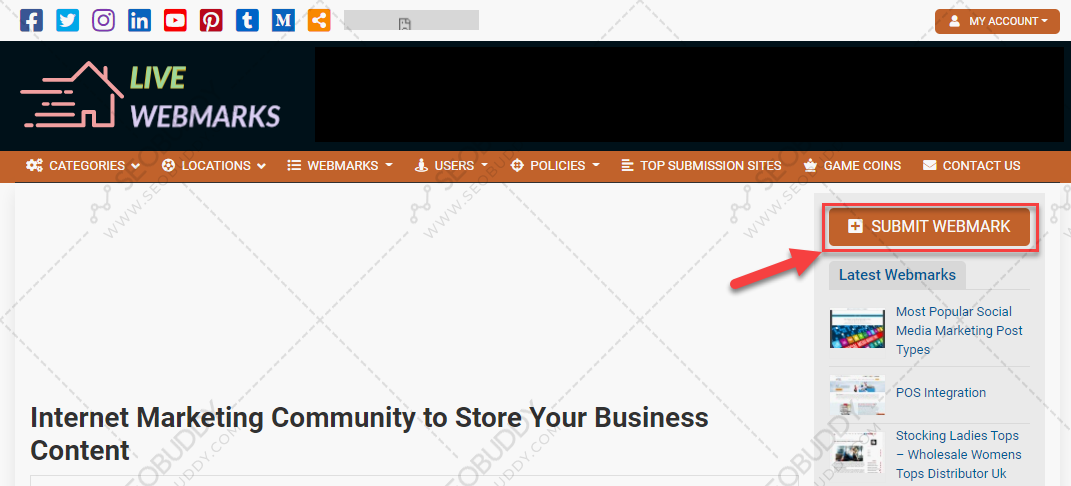 MY ACCOUNT
LIVE
WEBMARKS
CATEGORIES LOCATIONS WEBMARKS USERS POLICIES TOP SUBMISSION SITES GAME COINS CONTACT US
SUBMIT WEBMARK
Latest Webmarks
Most Popular Social
Media Marketing Post
Types
POS Integration
Stocking Ladies Tops
– Wholesale Womens
Tops Distributor Uk
Internet Marketing Community to Store Your Business
Content
SEOBUDDY
WWW.SEOBUDDY.COM